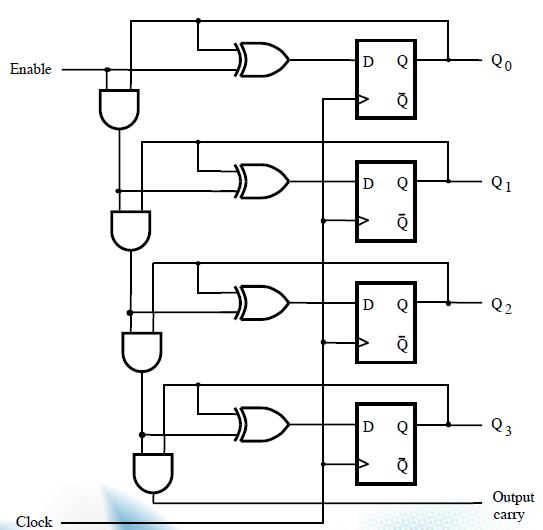 Enable
D Q Q0
Q̄
D Q Q1
Q̄
D Q Q2
Q̄
D Q Q3
Q̄
Output
carry
Clock